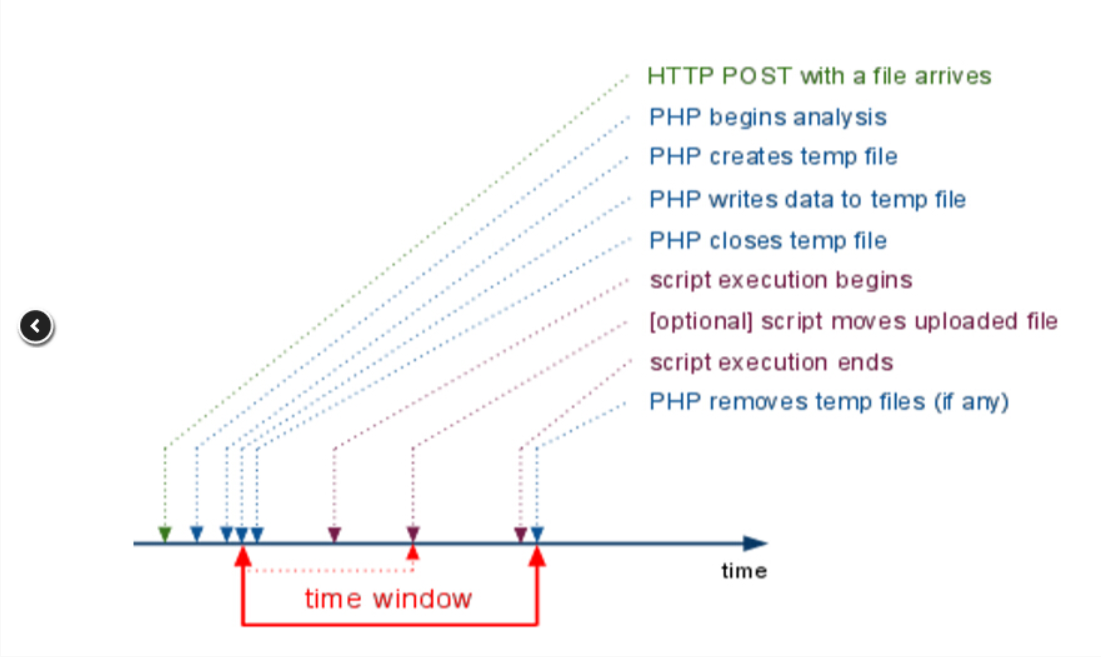 HTTP POST with a file arrives
PHP begins analysis
PHP creates temp file
PHP writes data to temp file
PHP closes temp file
script execution begins
[optional] script moves uploaded file
script execution ends
PHP removes temp files (if any)
time
time window